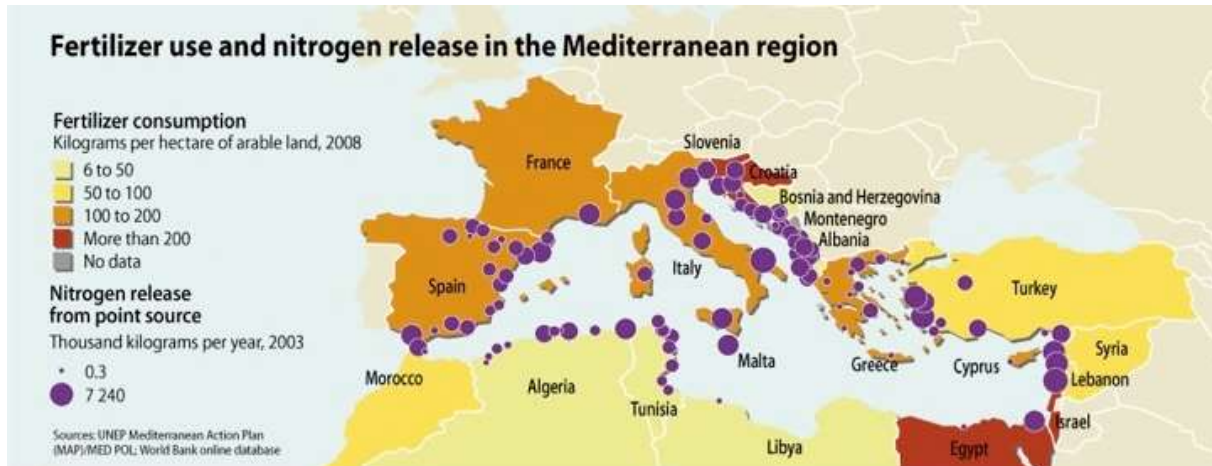 Fertilizer use and nitrogen release in the Mediterranean region
Fertilizer consumption
Kilograms per hectare of arable land, 2008
6 to 50
50 to 100
100 to 200
More than 200
No data
Nitrogen release
from point source
Thousand kilograms per year, 2003
0.3
7 240
Sources: UNEP Mediterranean Action Plan
(MAP)/MED POL; World Bank online database
Slovenia
France
Croatia
Bosnia and Herzegovina
Montenegro
Albania
Italy
Spain
Turkey
Malta
Greece
Cyprus
Syria
Morocco
Algeria
Lebanon
Tunisia
Israel
Libya
Egypt